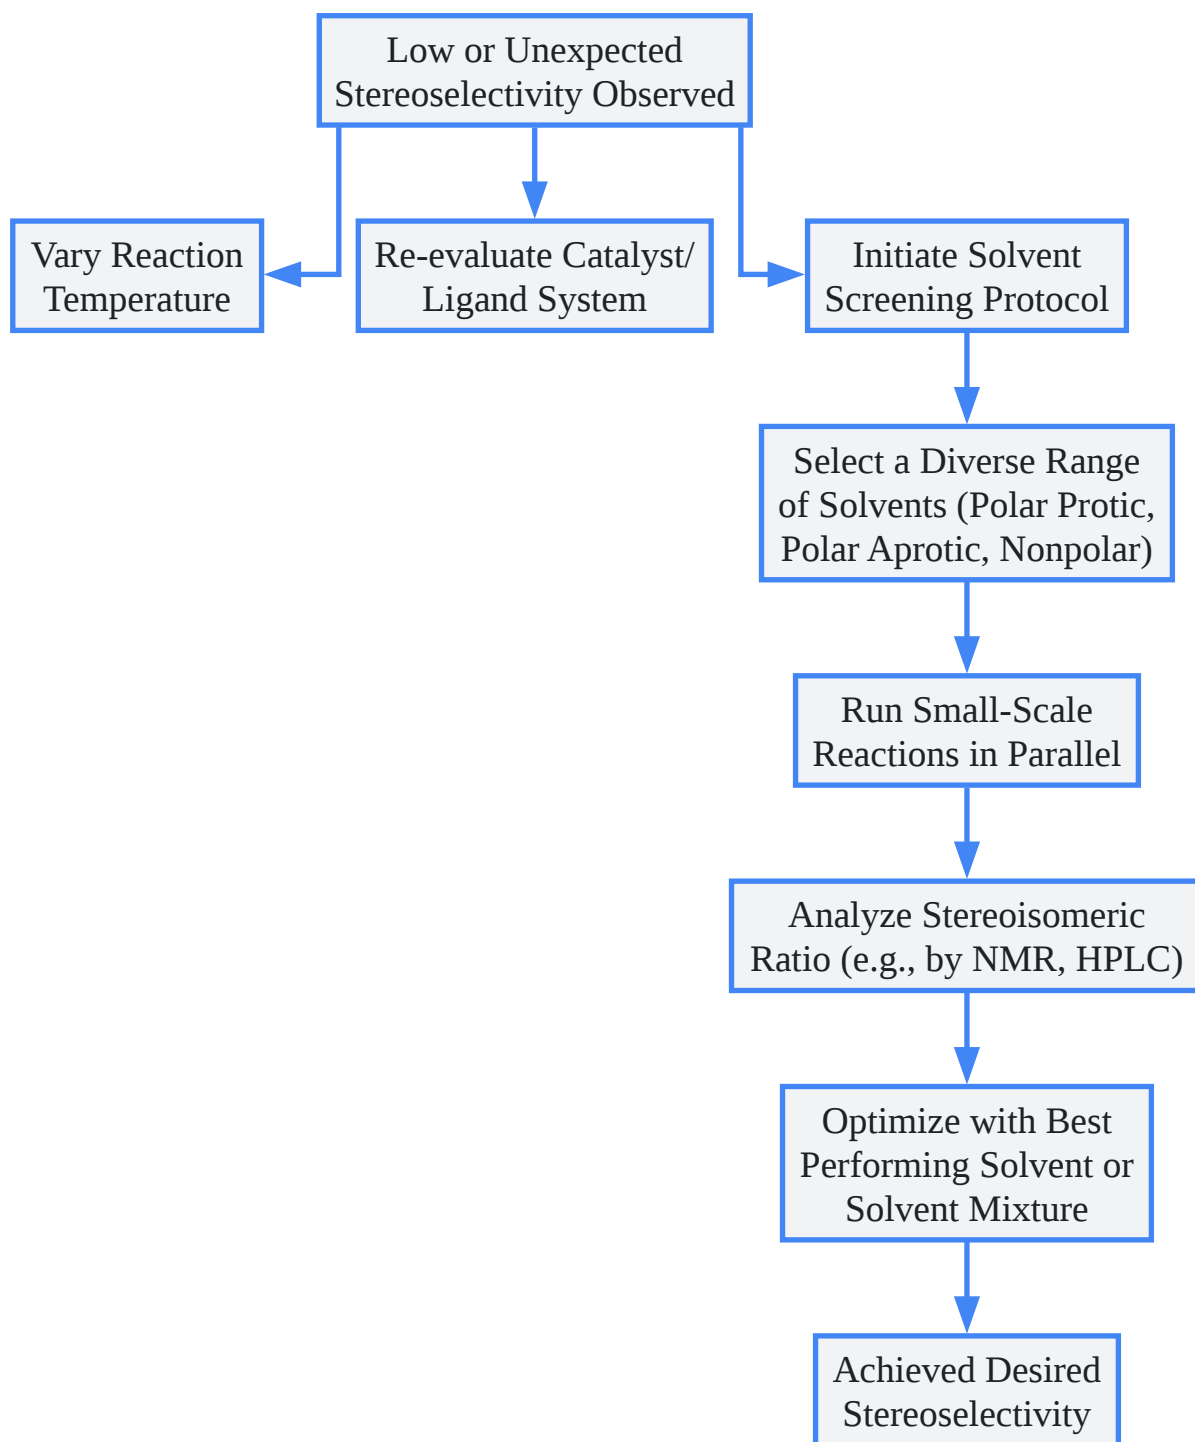 Low or Unexpected
Stereoselectivity Observed
Vary Reaction
Temperature
Re-evaluate Catalyst/
Ligand System
Initiate Solvent
Screening Protocol
Select a Diverse Range
of Solvents (Polar Protic,
Polar Aprotic, Nonpolar)
Run Small-Scale
Reactions in Parallel
Analyze Stereoisomeric
Ratio (e.g., by NMR, HPLC)
Optimize with Best
Performing Solvent or
Solvent Mixture
Achieved Desired
Stereoselectivity